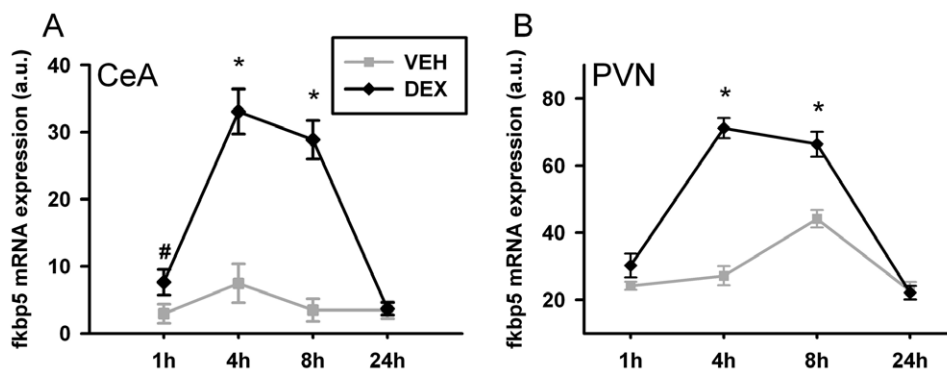 A
fkbp5 mRNA expression (a.u.)
CeA
40
30
20
10
0
#
*
*
1h
4h
8h
24h
VEH
DEX
B
fkbp5 mRNA expression (a.u.)
PVN
80
60
40
20
*
*
1h
4h
8h
24h